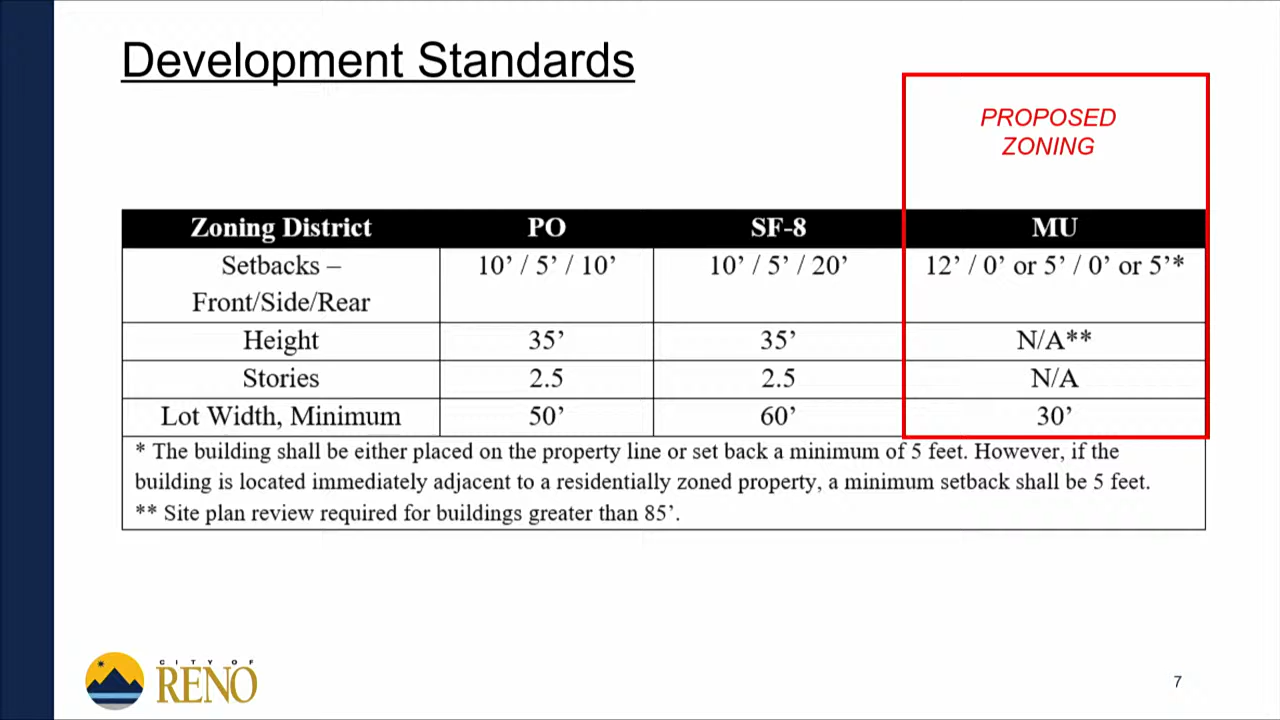 Development Standards
PROPOSED
ZONING
Zoning District PO SF-8 MU
Setbacks – 10’ / 5’ / 10’ 10’ / 5’ / 20’ 12’ / 0’ or 5’ / 0’ or 5’*
Front/Side/Rear
Height 35’ 35’ N/A**
Stories 2.5 2.5 N/A
Lot Width, Minimum 50’ 60’ 30’
* The building shall be either placed on the property line or set back a minimum of 5 feet. However, if the
building is located immediately adjacent to a residentially zoned property, a minimum setback shall be 5 feet.
** Site plan review required for buildings greater than 85’.
CITY OF
RENO
7